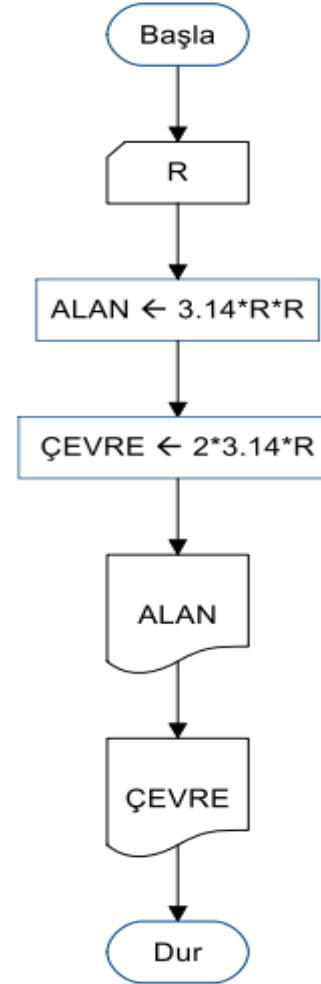 Başla
R
ALAN ← 3.14*R*R
ÇEVRE ← 2*3.14*R
ALAN
ÇEVRE
Dur